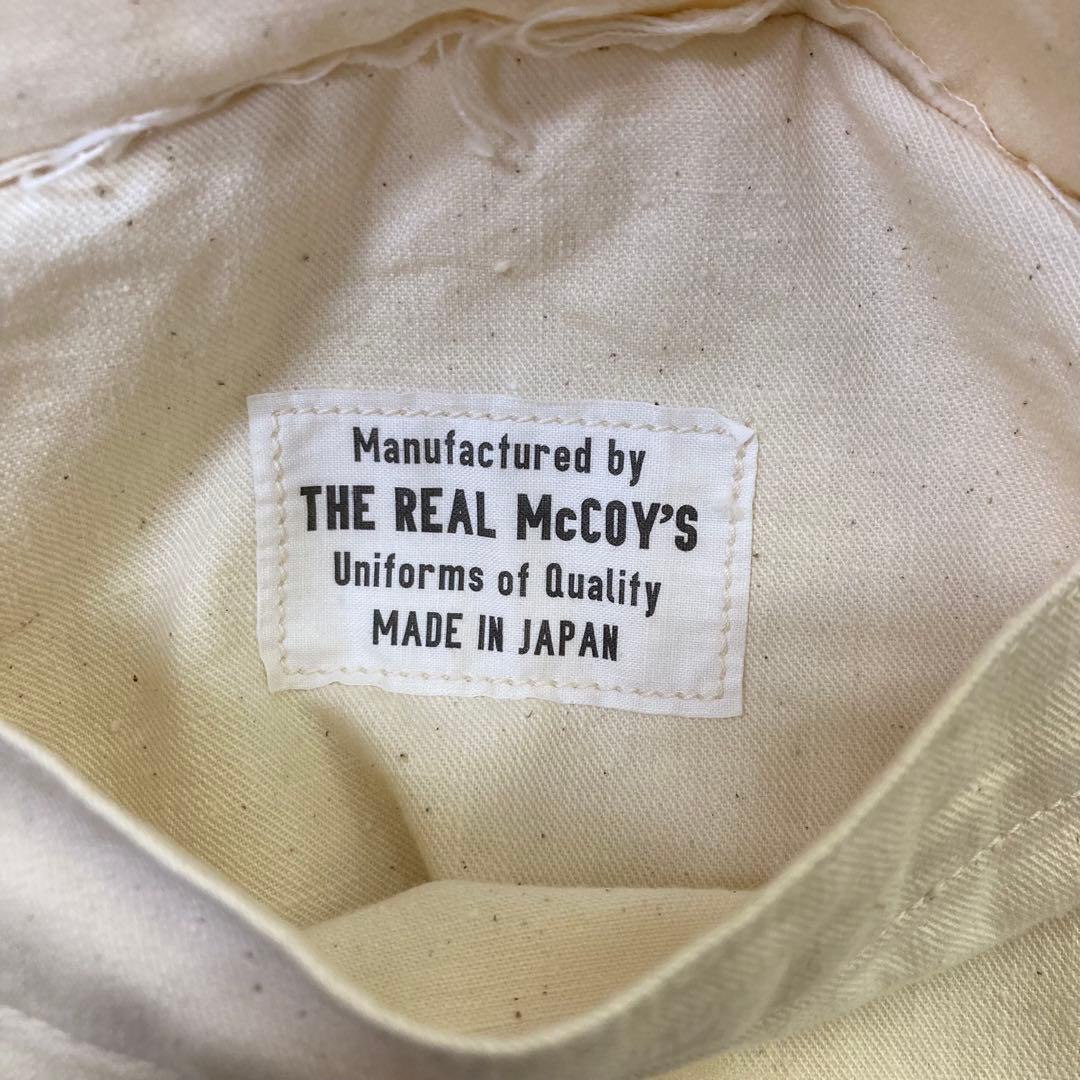 Manufactured by
THE REAL McCOY'S
Uniforms of Quality
MADE IN JAPAN